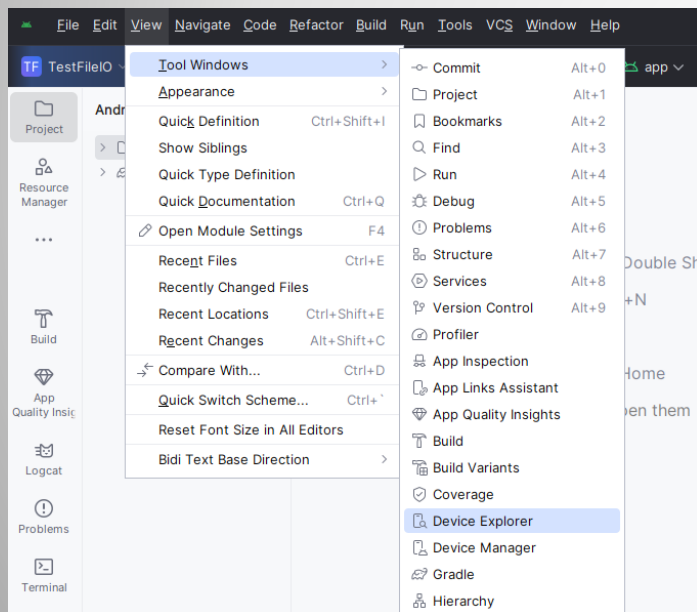 File Edit View Navigate Code Refactor Build Run Tools VCS Window Help
TF TestFileIO
app
Project
Resource Manager
Build
App
Quality Insig
Logcat
Problems
Terminal
Andr
Tool Windows
Appearance
Quick Definition Ctrl+Shift+I
Show Siblings
Quick Type Definition
Quick Documentation Ctrl+Q
Open Module Settings F4
Recent Files Ctrl+E
Recently Changed Files
Recent Locations Ctrl+Shift+E
Recent Changes Alt+Shift+C
Compare With... Ctrl+D
Quick Switch Scheme... Ctrl+`
Reset Font Size in All Editors
Bidi Text Base Direction
Commit Alt+0
Project Alt+1
Bookmarks Alt+2
Find Alt+3
Run Alt+4
Debug Alt+5
Problems Alt+6
Structure Alt+7
Services Alt+8
Version Control Alt+9
Profiler
App Inspection
App Links Assistant
App Quality Insights
Build
Build Variants
Coverage
Device Explorer
Device Manager
Gradle
Hierarchy
Double Sh
+N
Home
pen them